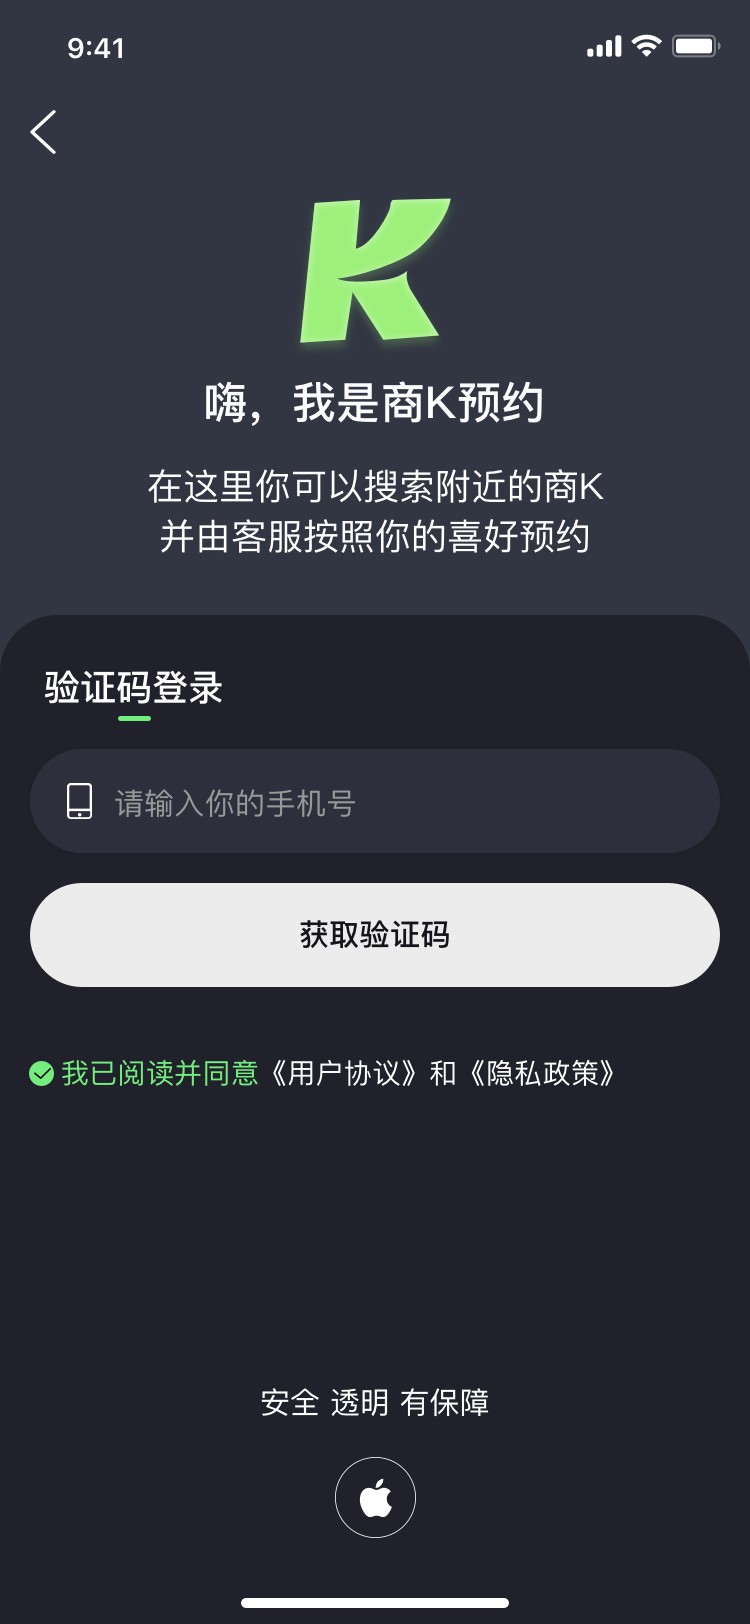 9:41
K
嗨，我是商K预约
在这里你可以搜索附近的商K
并由客服按照你的喜好预约
验证码登录
请输入你的手机号
获取验证码
我已阅读并同意《用户协议》和《隐私政策》
安全 透明 有保障